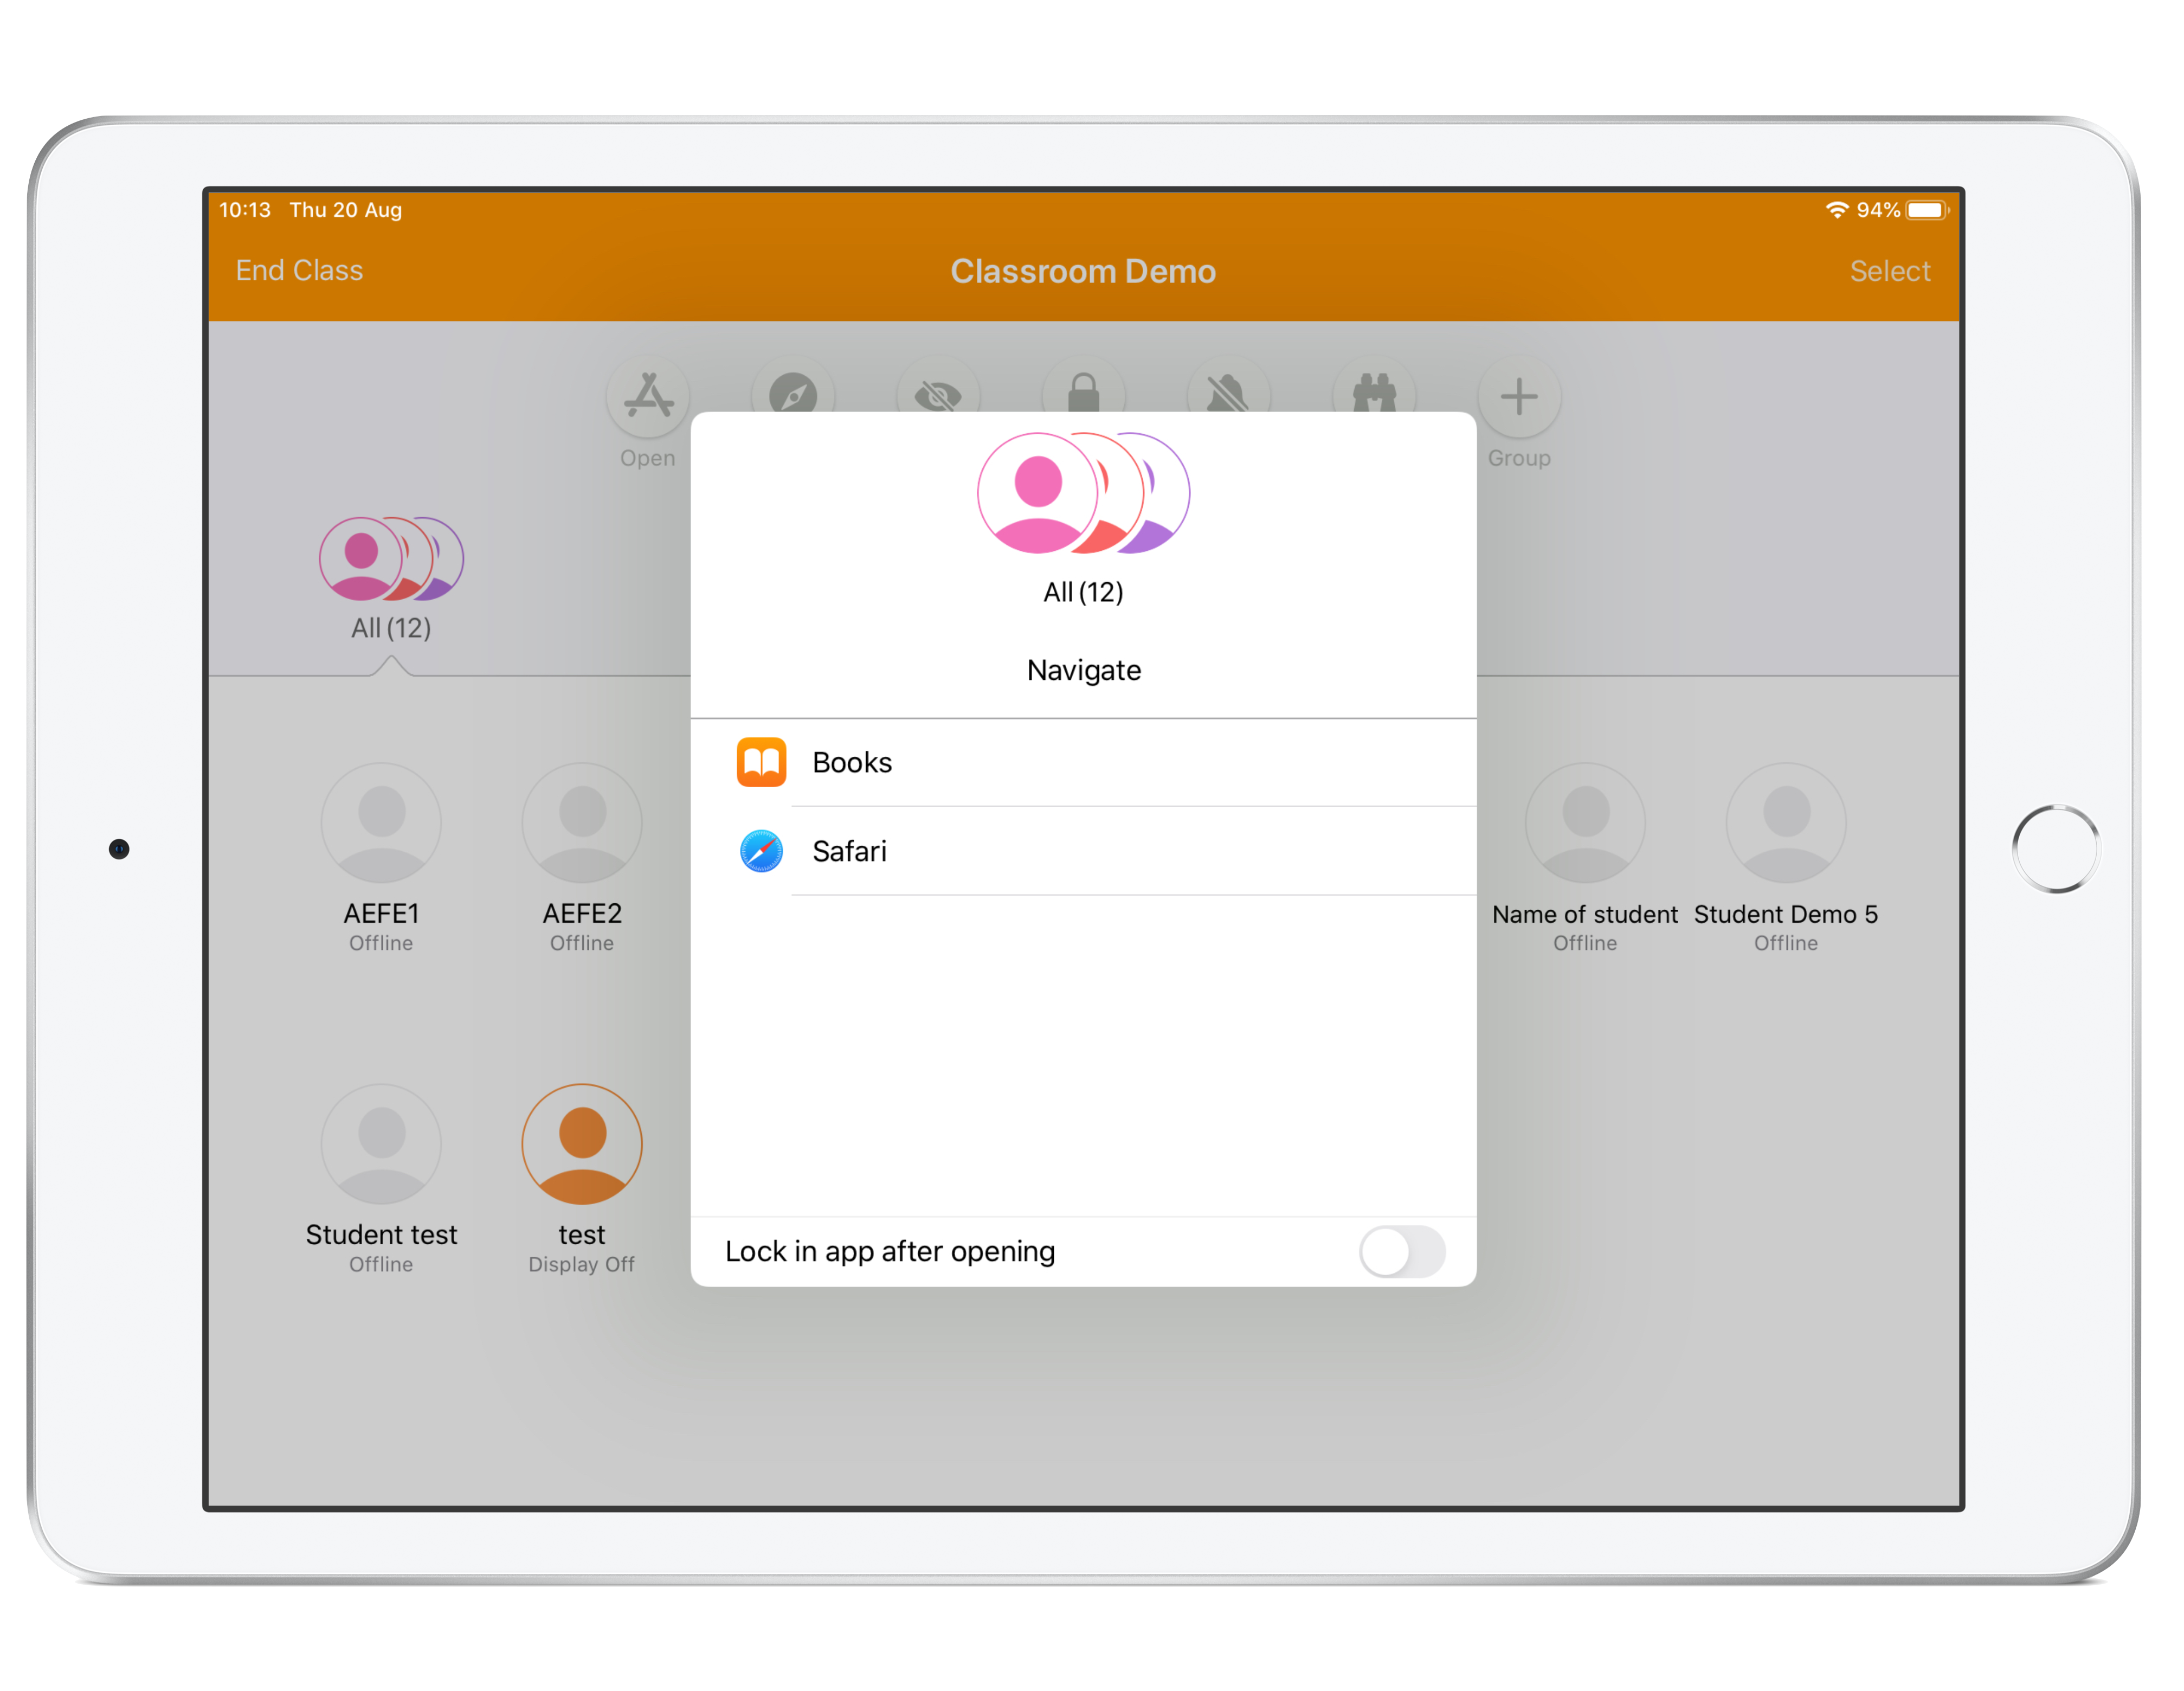 10:13 Thu 20 Aug
94%
End Class
Classroom Demo
Select
Open
Group
All (12)
All (12)
Navigate
Books
Safari
AEFE1
Offline
AEFE2
Offline
Name of student
Offline
Student Demo 5
Offline
Student test
Offline
test
Display Off
Lock in app after opening